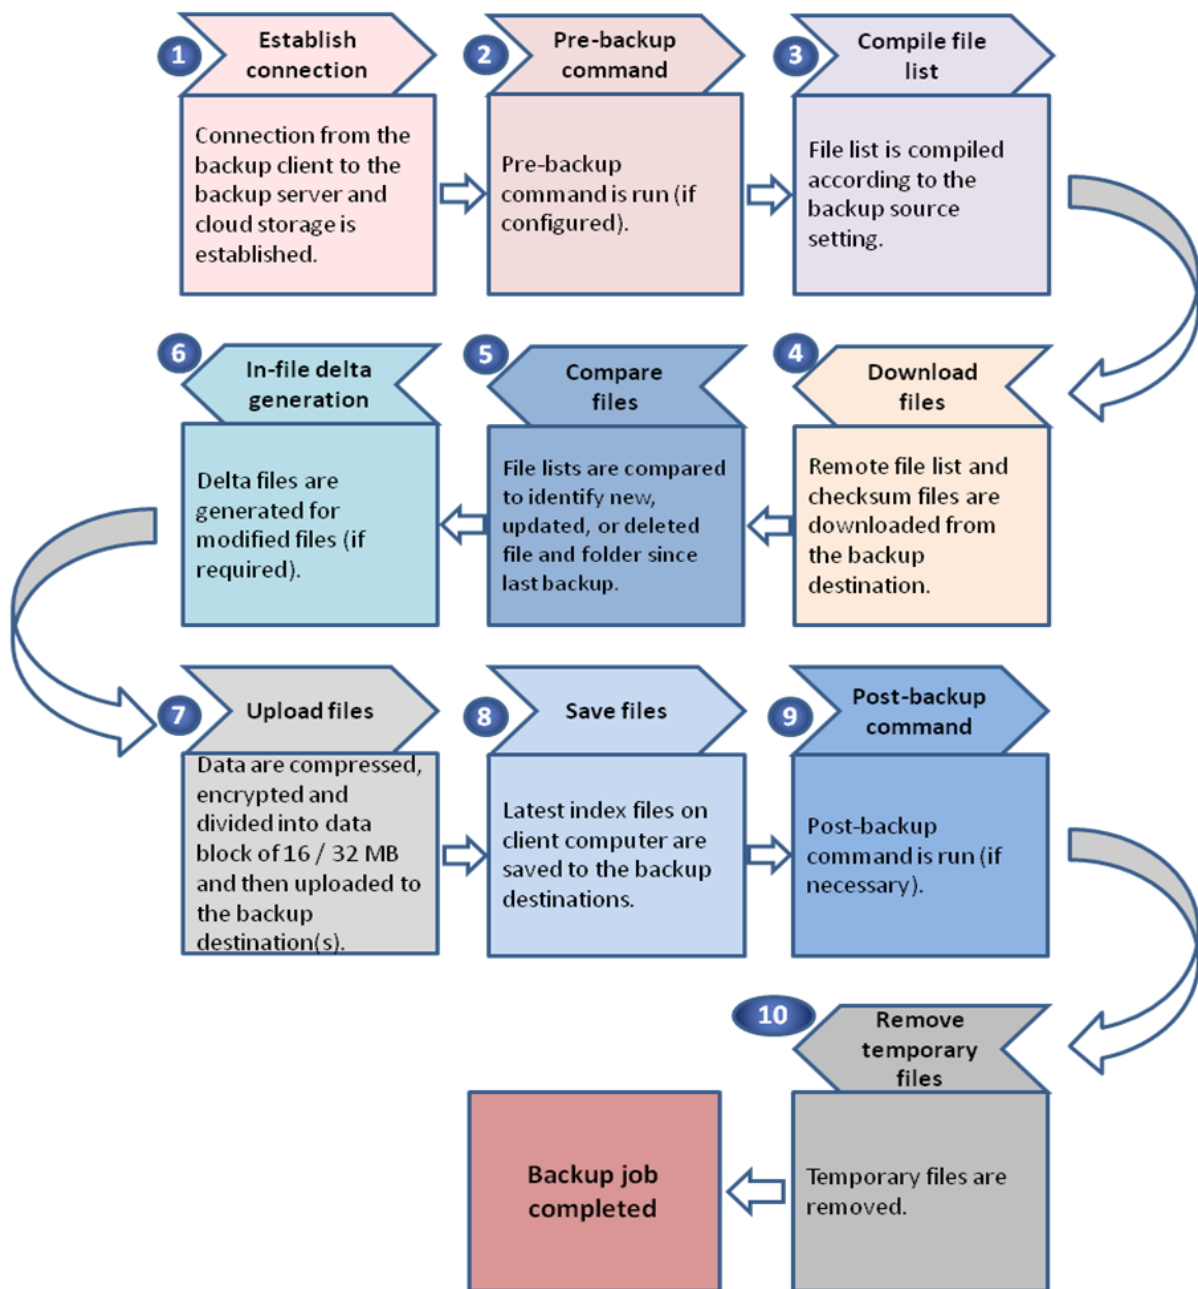 1
Establish
connection
Connection from the
backup client to the
backup server and
cloud storage is
established.
2
Pre-backup
command
Pre-backup
command is run (if
configured).
3
Compile file
list
File list is compiled
according to the
backup source
setting.
4
Download
files
Remote file list and
checksum files are
downloaded from
the backup
destination.
5
Compare
files
File lists are compared
to identify new,
updated, or deleted
file and folder since
last backup.
6
In-file delta
generation
Delta files are
generated for
modified files (if
required).
7
Upload files
Data are compressed,
encrypted and
divided into data
block of 16 / 32 MB
and then uploaded to
the backup
destination(s).
8
Save files
Latest index files on
client computer are
saved to the backup
destinations.
9
Post-backup
command
Post-backup
command is run (if
necessary).
10
Remove
temporary
files
Temporary files are
removed.
Backup job
completed